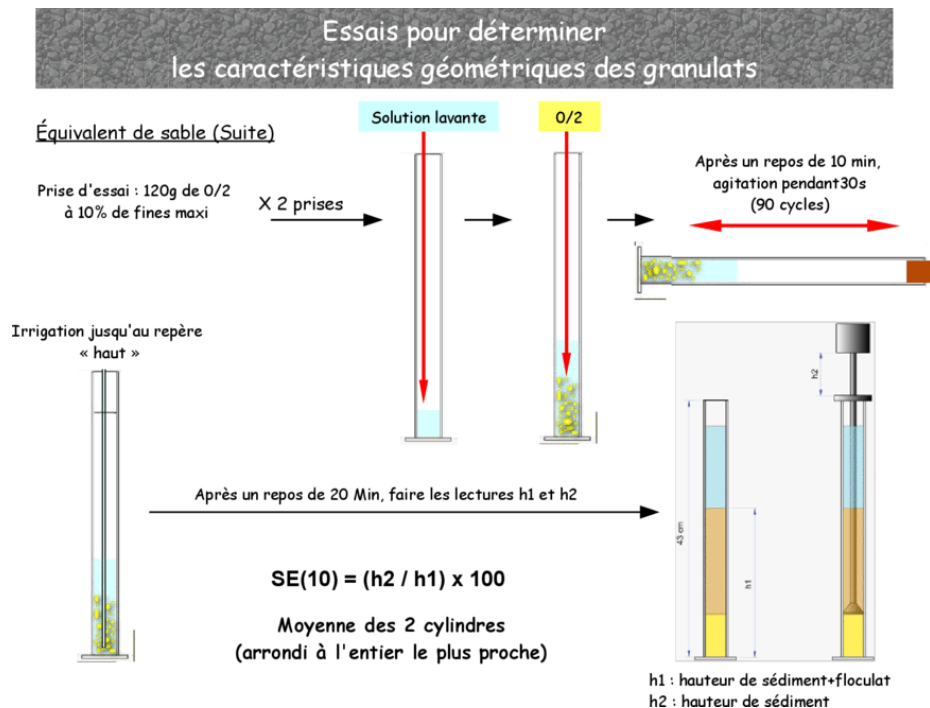 Essais pour déterminer
les caractéristiques géométriques des granulats
Équivalent de sable (Suite)
Solution lavante
0/2
Prise d'essai : 120g de 0/2
à 10% de fines maxi
X 2 prises
Après un repos de 10 min,
agitation pendant30s
(90 cycles)
Irrigation jusqu'au repère
« haut »
Après un repos de 20 Min, faire les lectures h1 et h2
SE(10) = (h2 / h1) x 100
Moyenne des 2 cylindres
(arrondi à l'entier le plus proche)
h2
43 cm
h1
h1 : hauteur de sédiment+floculat
h2 : hauteur de sédiment